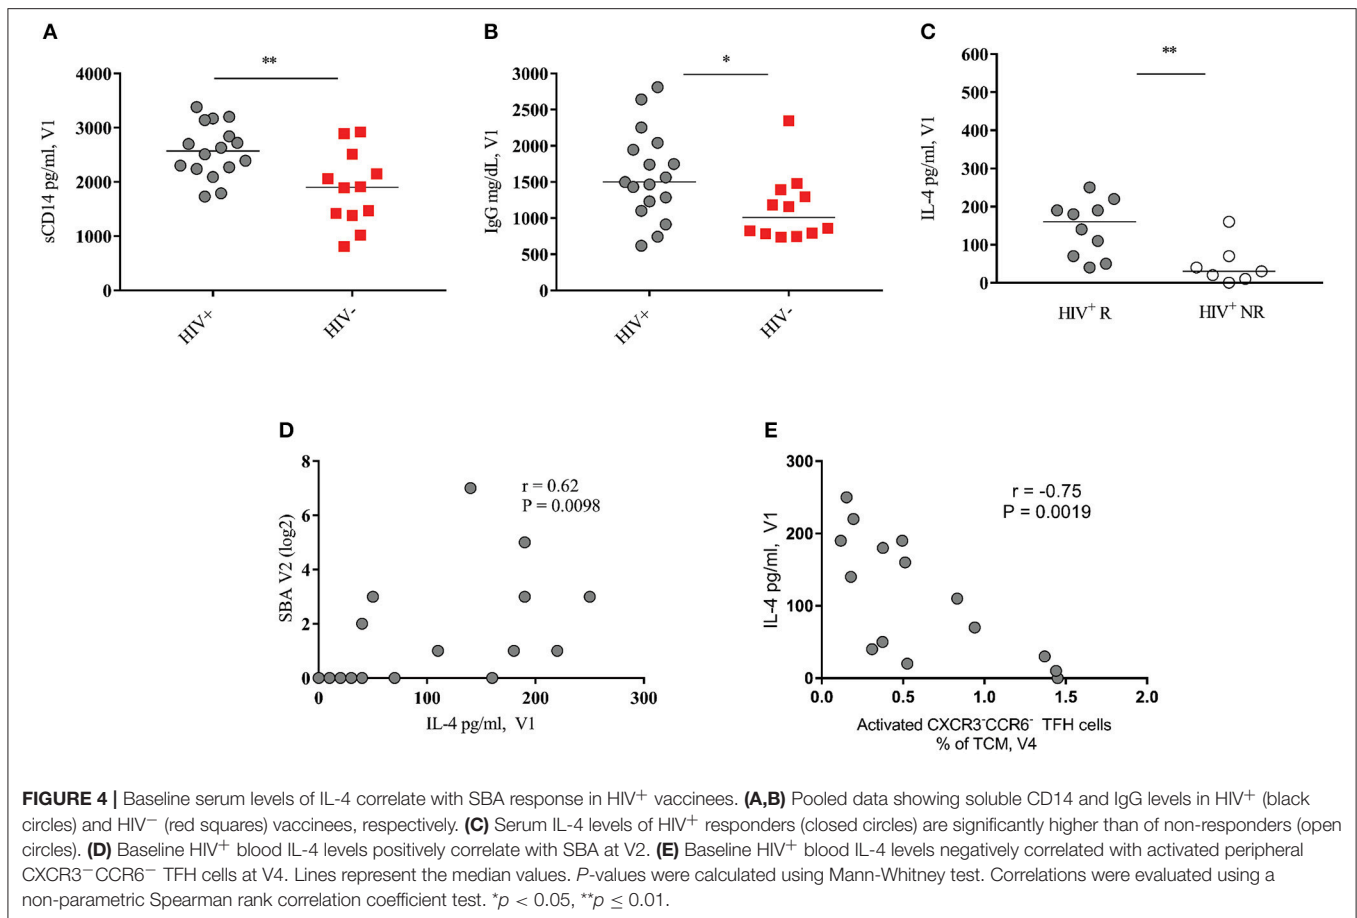 A
**
4000
3000
2000
1000
0
sCD14 pg/ml, V1
HIV+
HIV-
B
*
3000
2500
2000
1500
1000
500
0
IgG mg/dL, V1
HIV+
HIV-
C
**
600
500
400
300
200
100
0
IL-4 pg/ml, V1
HIV⁺ R
HIV⁺ NR
D
8
6
4
2
0
SBA V2 (log2)
r = 0.62
P = 0.0098
0
100
200
300
IL-4 pg/ml, V1
E
300
200
100
0
IL-4 pg/ml, V1
r = -0.75
P = 0.0019
0.0
0.5
1.0
1.5
2.0
Activated CXCR3⁻CCR6⁻ TFH cells
% of TCM, V4
FIGURE 4 | Baseline serum levels of IL-4 correlate with SBA response in HIV⁺ vaccinees. (A,B) Pooled data showing soluble CD14 and IgG levels in HIV⁺ (black
circles) and HIV⁻ (red squares) vaccinees, respectively. (C) Serum IL-4 levels of HIV⁺ responders (closed circles) are significantly higher than of non-responders (open
circles). (D) Baseline HIV⁺ blood IL-4 levels positively correlate with SBA at V2. (E) Baseline HIV⁺ blood IL-4 levels negatively correlated with activated peripheral
CXCR3⁻CCR6⁻ TFH cells at V4. Lines represent the median values. P-values were calculated using Mann-Whitney test. Correlations were evaluated using a
non-parametric Spearman rank correlation coefficient test. *p < 0.05, **p ≤ 0.01.